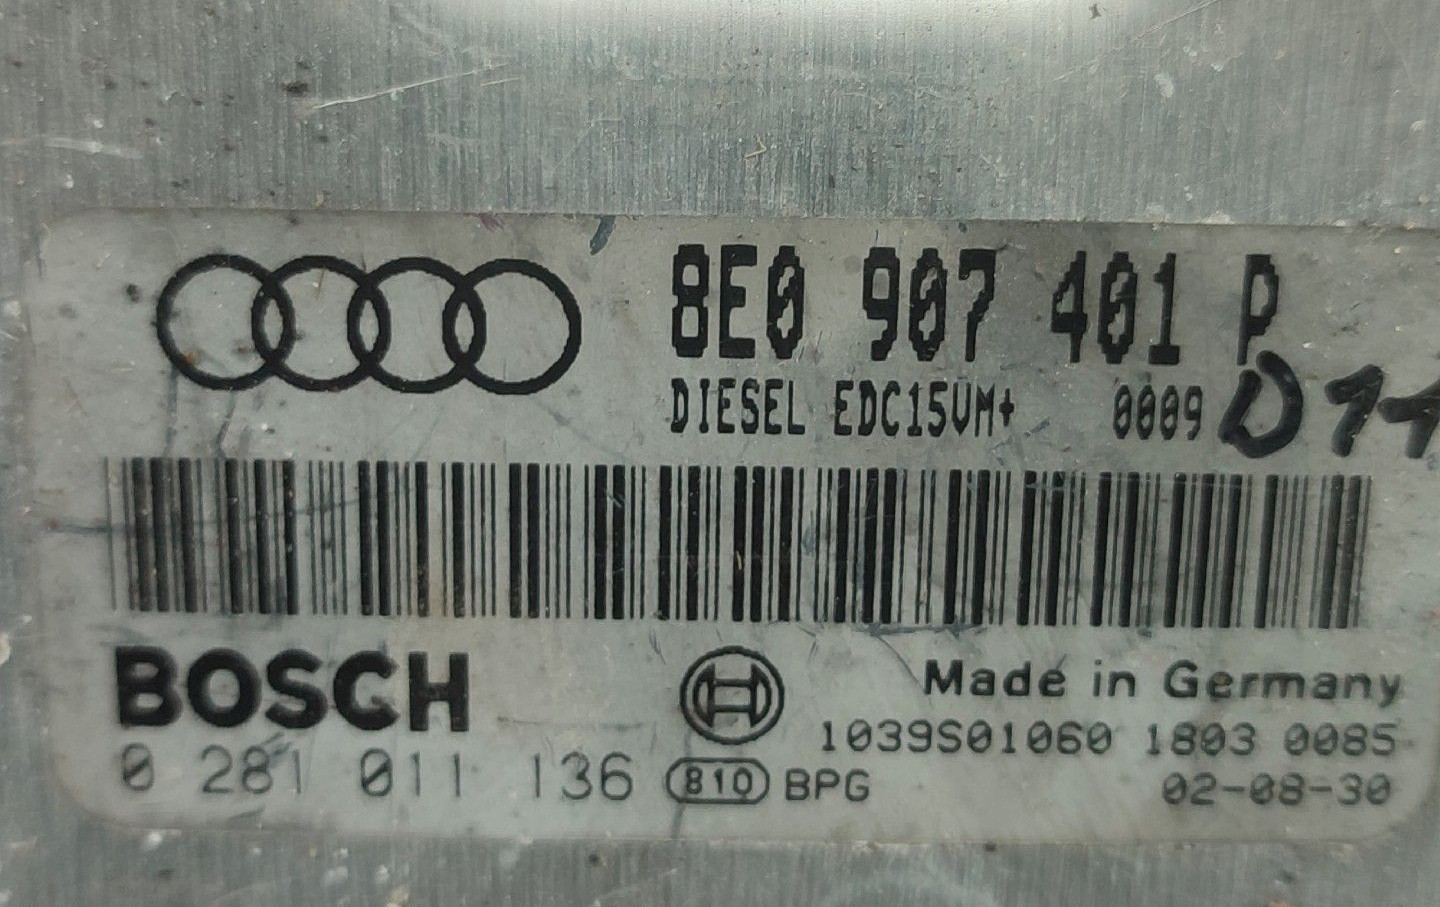 8E0 907 401 P
DIESEL EDC15VM+ 0009 D11
BOSCH
Made in Germany
1039S01060 1803 0085
0 281 011 136 810 BPG 02-08-30